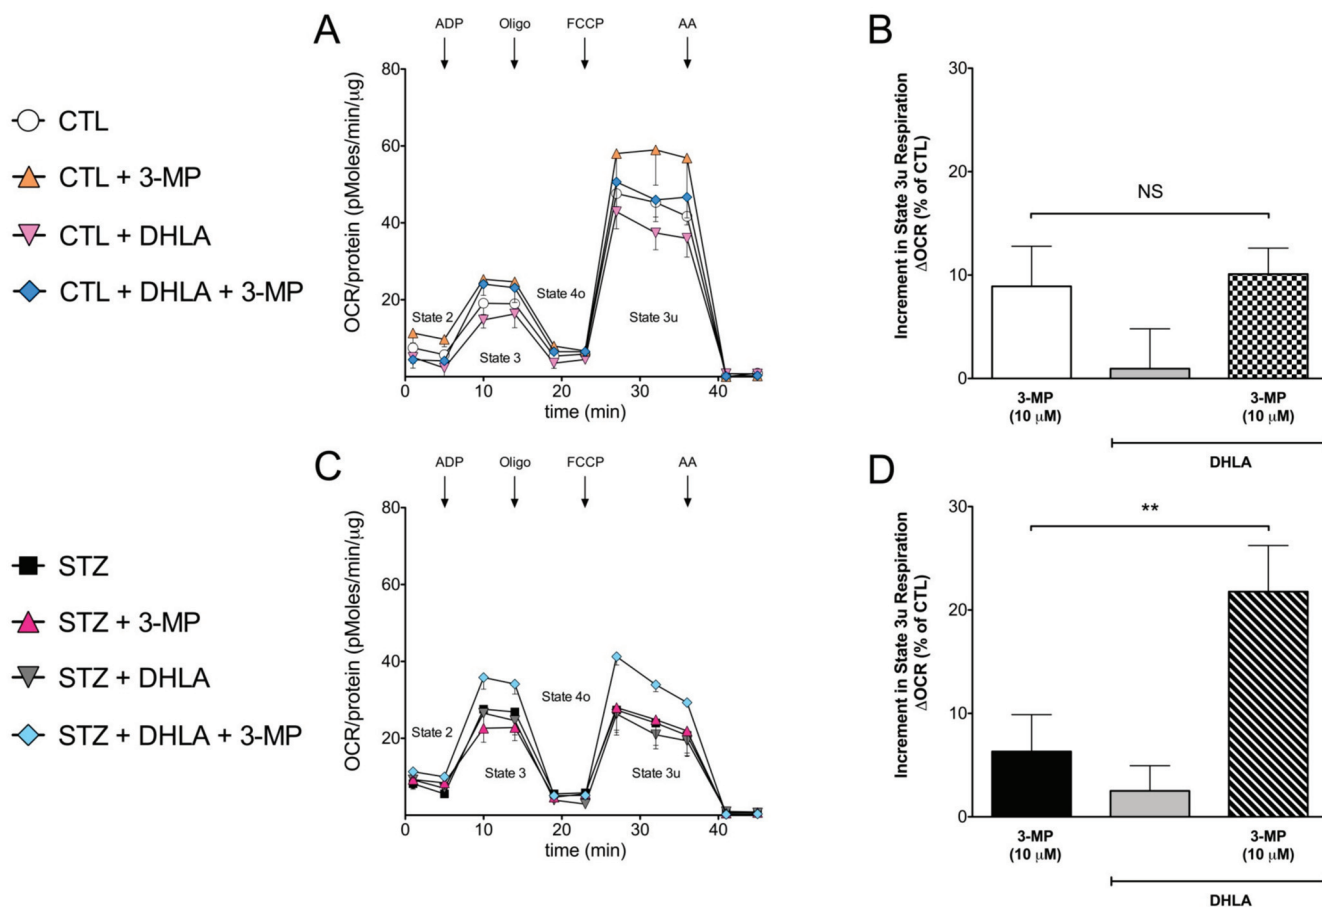 A
ADP Oligo FCCP AA
OCR/protein (pMoles/min/µg)
80
60
40
20
State 2
State 3
State 4o
State 3u
0 10 20 30 40
time (min)
CTL
CTL + 3-MP
CTL + DHLA
CTL + DHLA + 3-MP
B
Increment in State 3u Respiration
ΔOCR (% of CTL)
30
20
10
0
NS
3-MP
(10 µM)
3-MP
(10 µM)
DHLA
C
ADP Oligo FCCP AA
OCR/protein (pMoles/min/µg)
80
60
40
20
State 2
State 3
State 4o
State 3u
0 10 20 30 40
time (min)
STZ
STZ + 3-MP
STZ + DHLA
STZ + DHLA + 3-MP
D
Increment in State 3u Respiration
ΔOCR (% of CTL)
30
20
10
0
**
3-MP
(10 µM)
3-MP
(10 µM)
DHLA